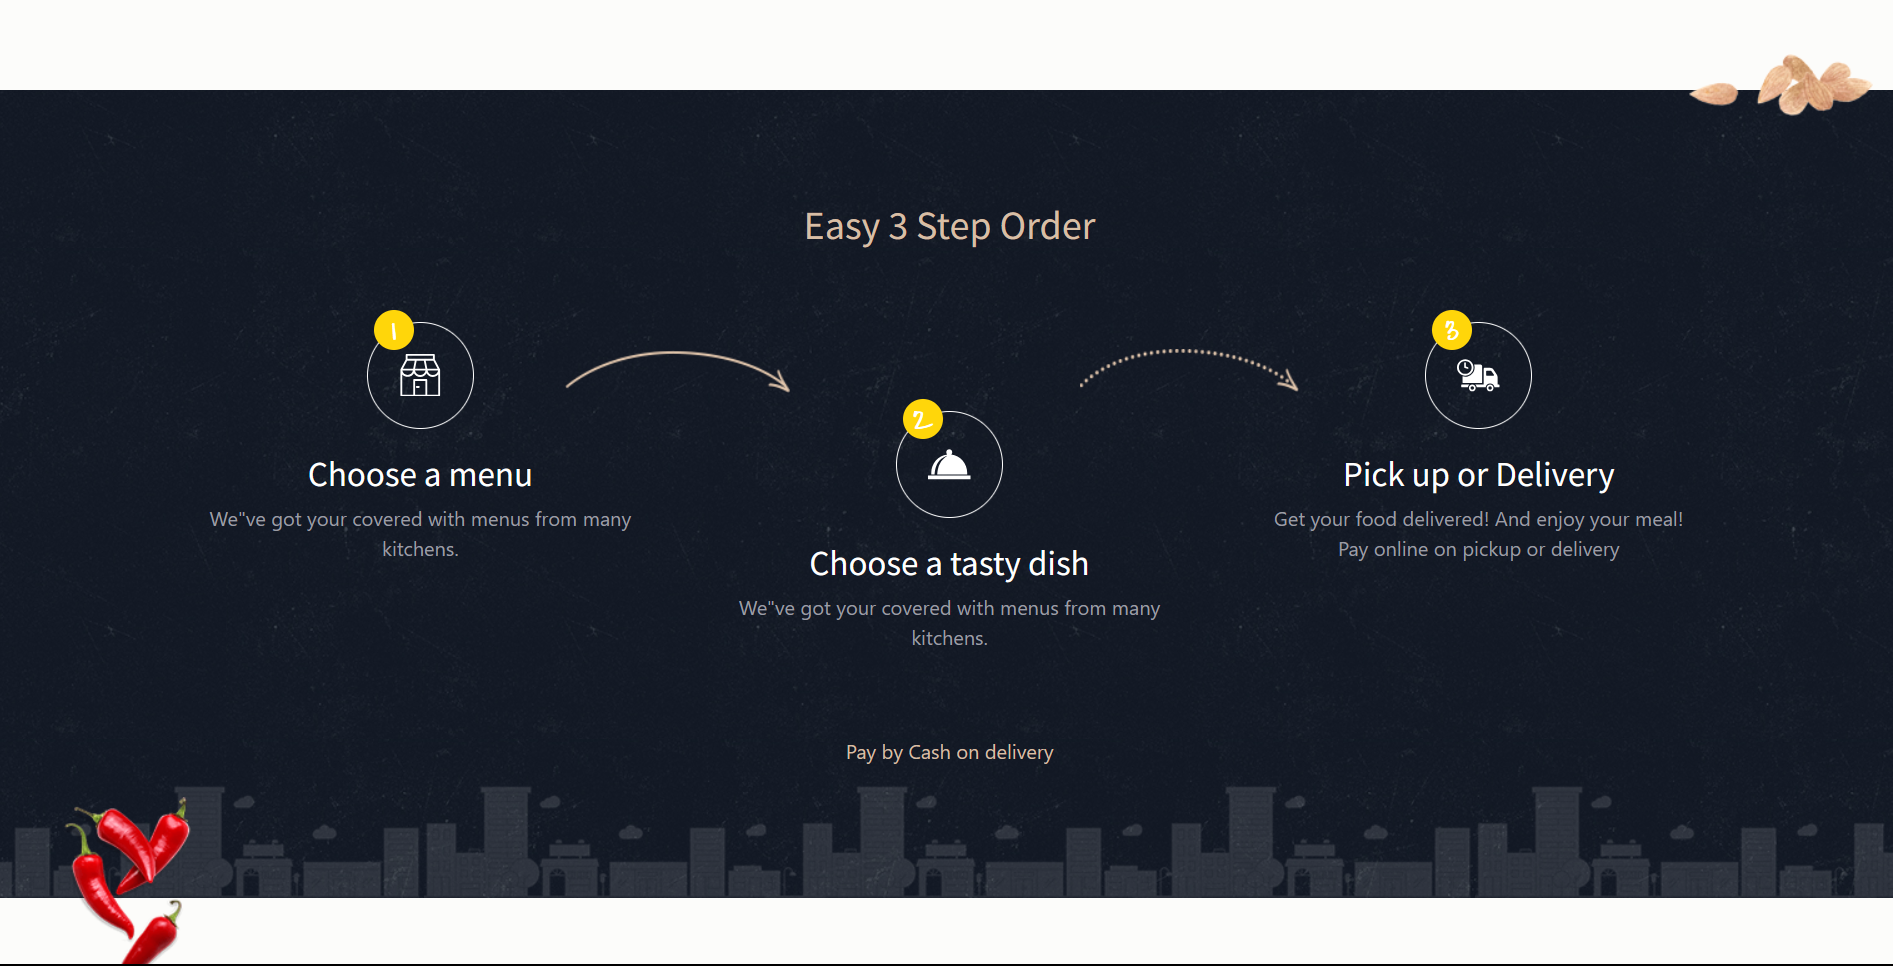 Easy 3 Step Order
1
Choose a menu
We"ve got your covered with menus from many
kitchens.
2
Choose a tasty dish
We"ve got your covered with menus from many
kitchens.
3
Pick up or Delivery
Get your food delivered! And enjoy your meal!
Pay online on pickup or delivery
Pay by Cash on delivery